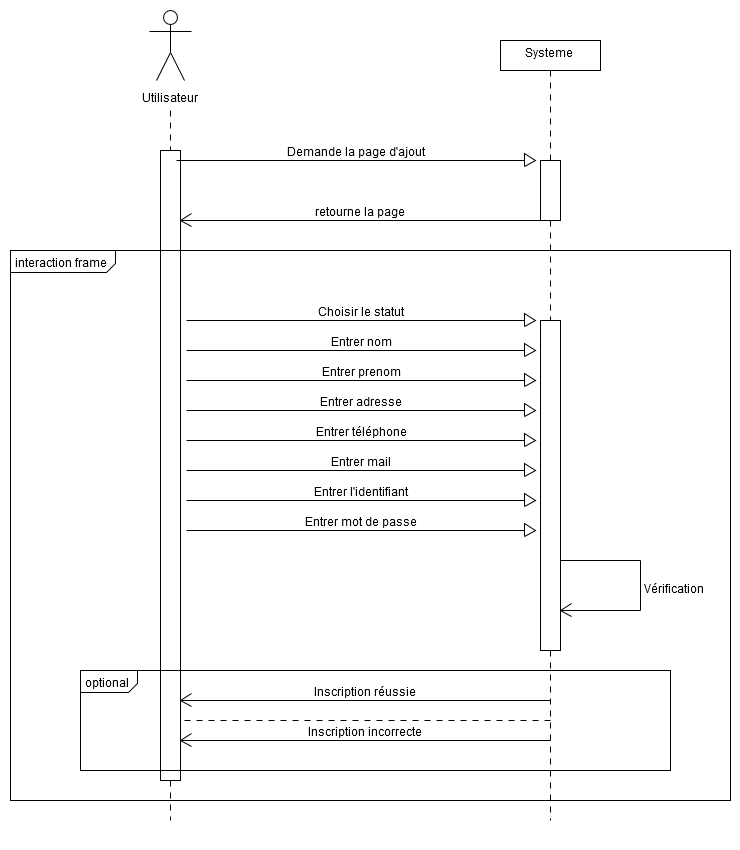 Systeme
Utilisateur
Demande la page d'ajout
retourne la page
interaction frame
Choisir le statut
Entrer nom
Entrer prenom
Entrer adresse
Entrer téléphone
Entrer mail
Entrer l'identifiant
Entrer mot de passe
Vérification
optional
Inscription réussie
Inscription incorrecte